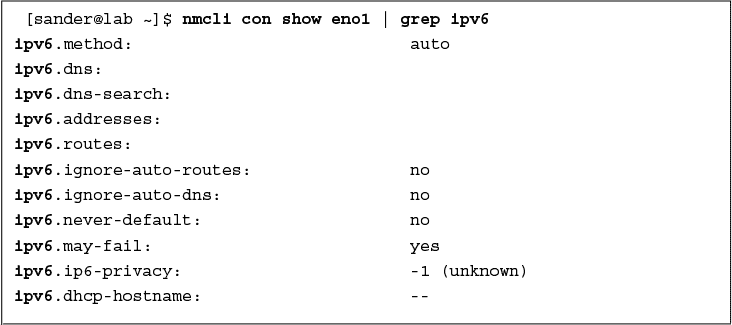 [sander@lab ~]$ nmcli con show eno1 | grep ipv6
ipv6.method: auto
ipv6.dns:
ipv6.dns-search:
ipv6.addresses:
ipv6.routes:
ipv6.ignore-auto-routes: no
ipv6.ignore-auto-dns: no
ipv6.never-default: no
ipv6.may-fail: yes
ipv6.ip6-privacy: -1 (unknown)
ipv6.dhcp-hostname: --